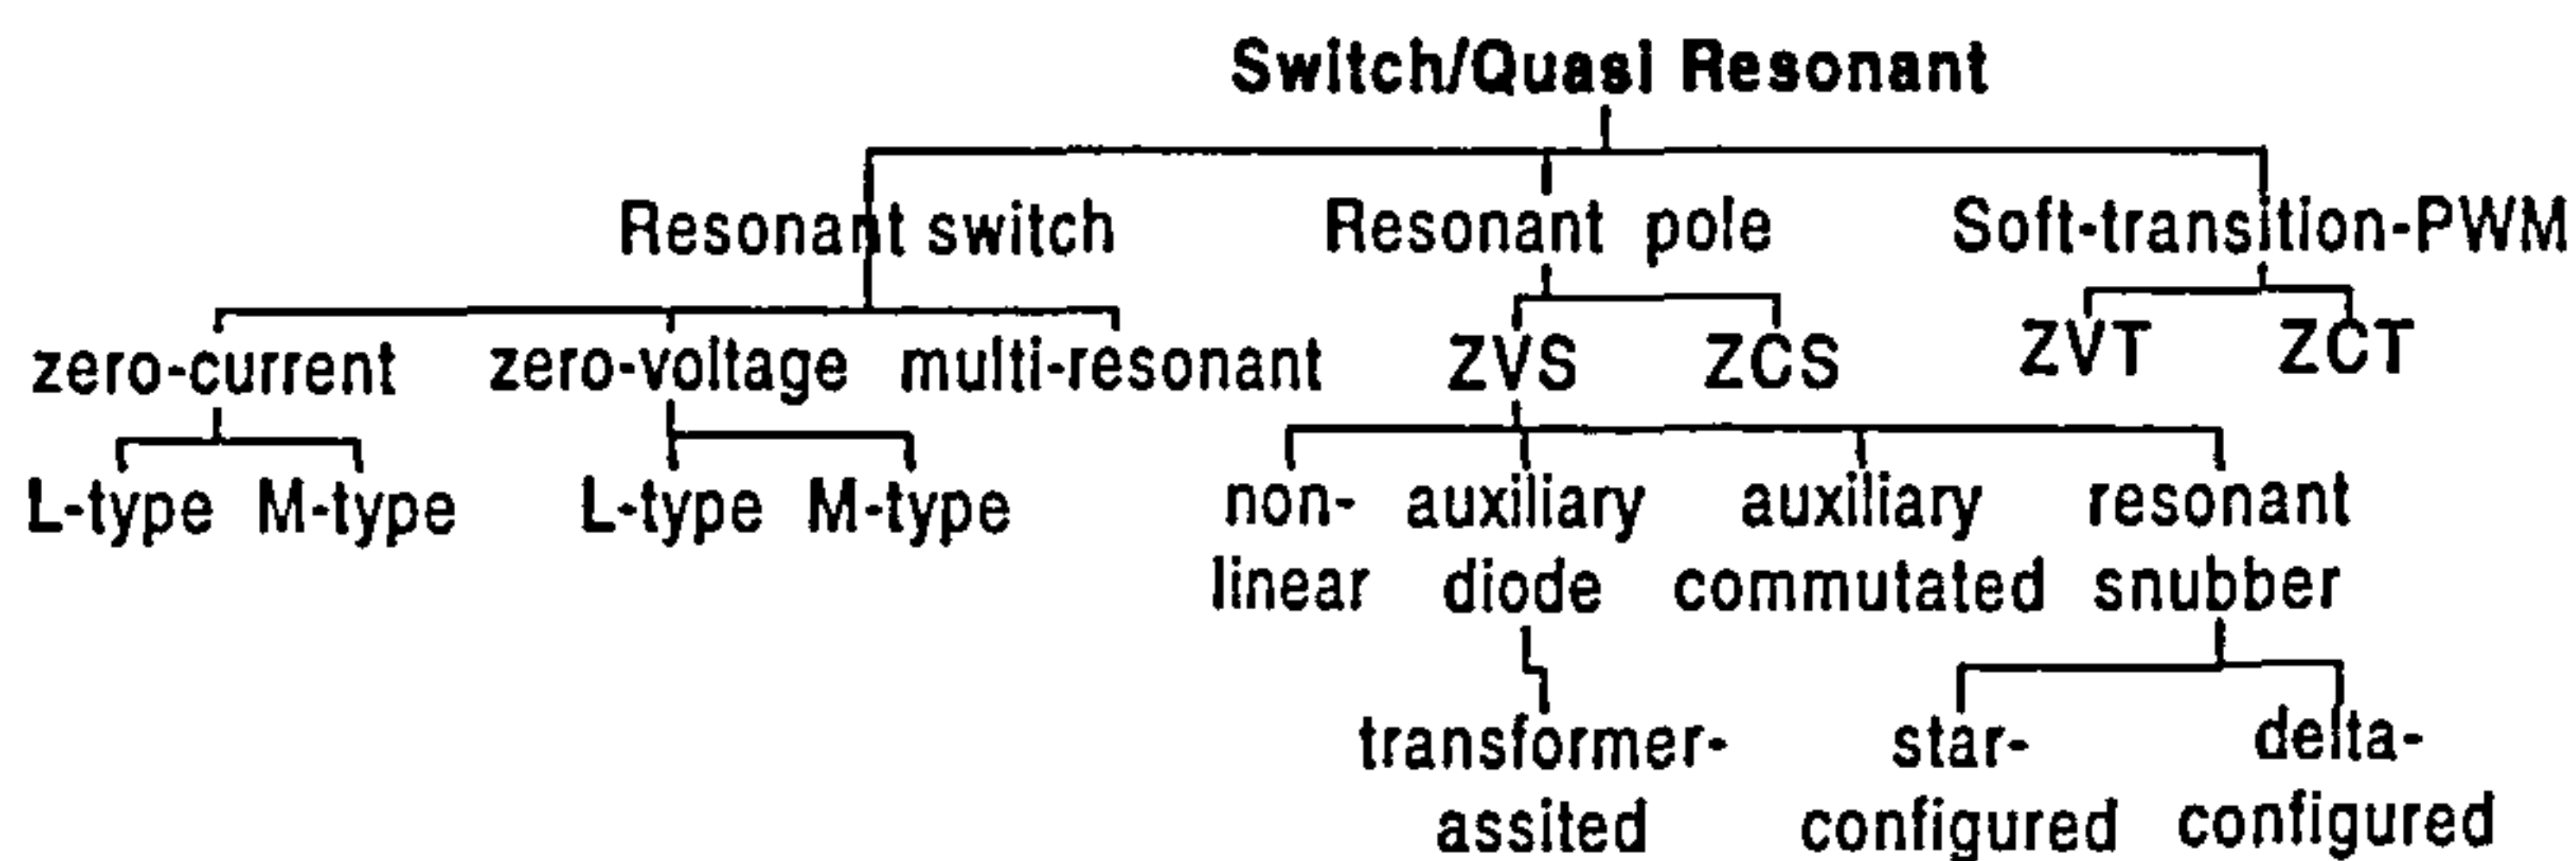 Switch/Quasi Resonant
Resonant switch Resonant pole Soft-transition-PWM
zero-current zero-voltage multi-resonant ZVS ZCS ZVT ZCT
L-type M-type L-type M-type non- auxiliary auxiliary resonant
linear diode commutated snubber
transformer- star- delta-
assited configured configured